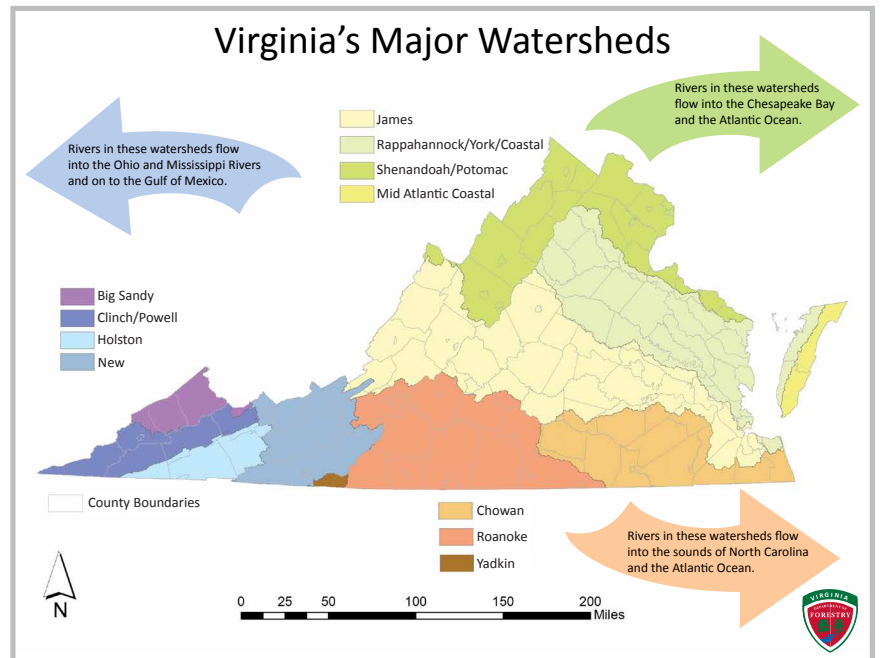 Virginia's Major Watersheds
Rivers in these watersheds
flow into the Chesapeake Bay
and the Atlantic Ocean.
Rivers in these watersheds flow
into the Ohio and Mississippi Rivers
and on to the Gulf of Mexico.
James
Rappahannock/York/Coastal
Shenandoah/Potomac
Mid Atlantic Coastal
Big Sandy
Clinch/Powell
Holston
New
County Boundaries
Chowan
Roanoke
Yadkin
Rivers in these watersheds flow
into the sounds of North Carolina
and the Atlantic Ocean.
N
0 25 50 100 150 200
Miles
VIRGINIA
DEPARTMENT OF
FORESTRY